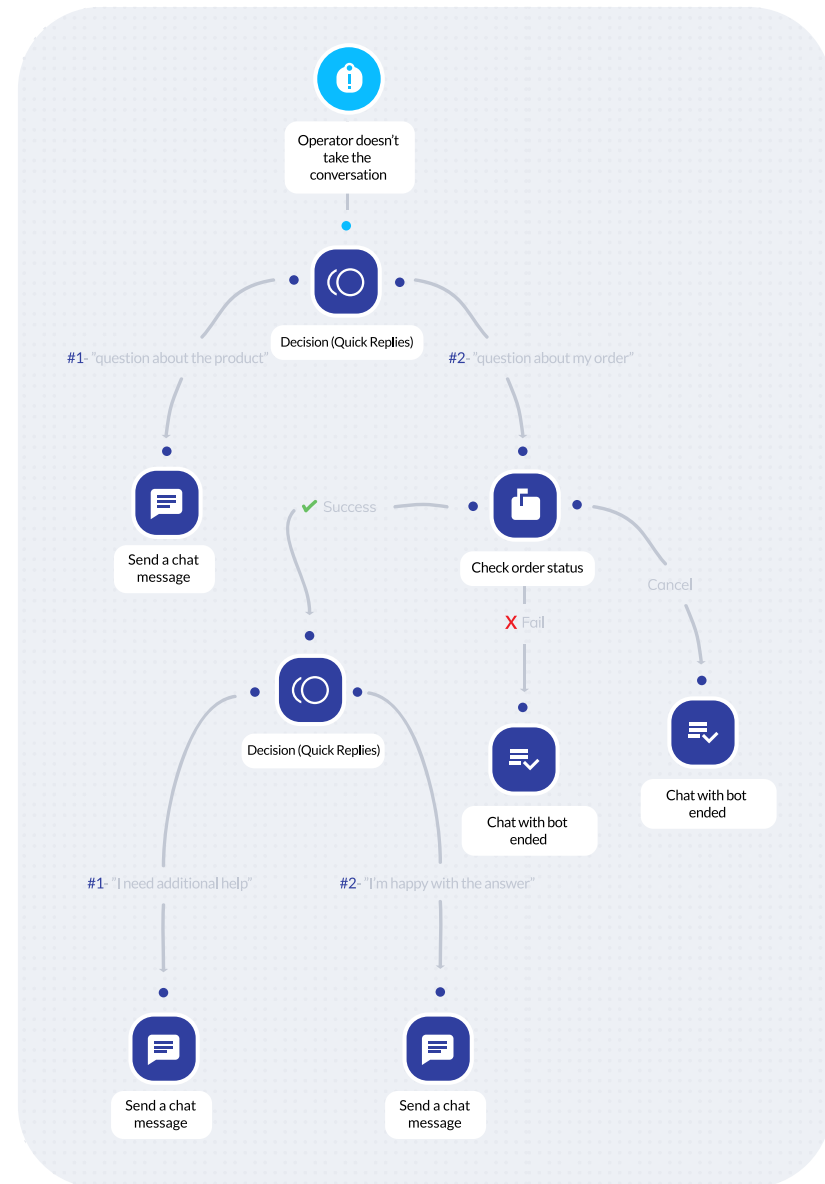 Operator doesn't
take the
conversation
Decision (Quick Replies)
#1- "question about the product"
#2- "question about my order"
Send a chat
message
Success
Check order status
Cancel
X Fail
Decision (Quick Replies)
Chat with bot
ended
Chat with bot
ended
#1- "I need additional help"
#2- "I'm happy with the answer"
Send a chat
message
Send a chat
message